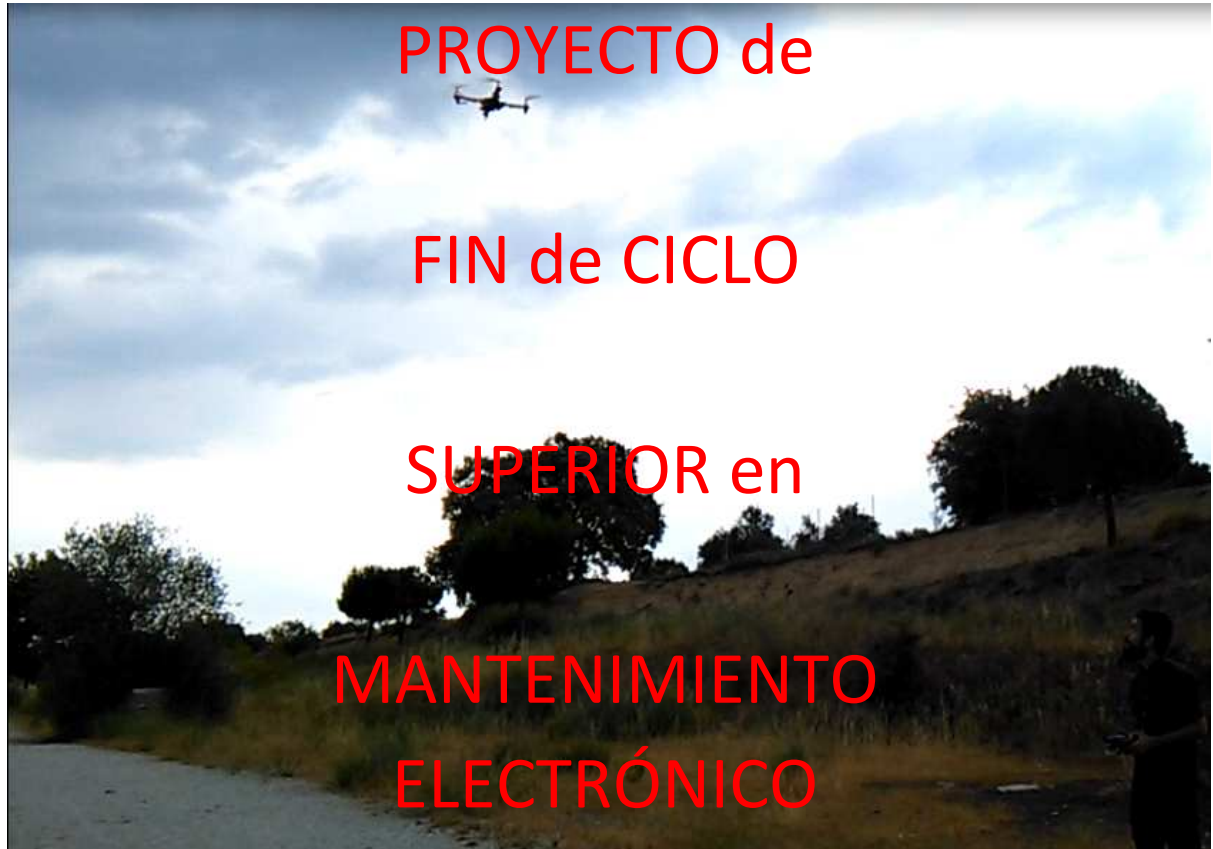 PROYECTO de
FIN de CICLO
SUPERIOR en
MANTENIMIENTO
ELECTRÓNICO